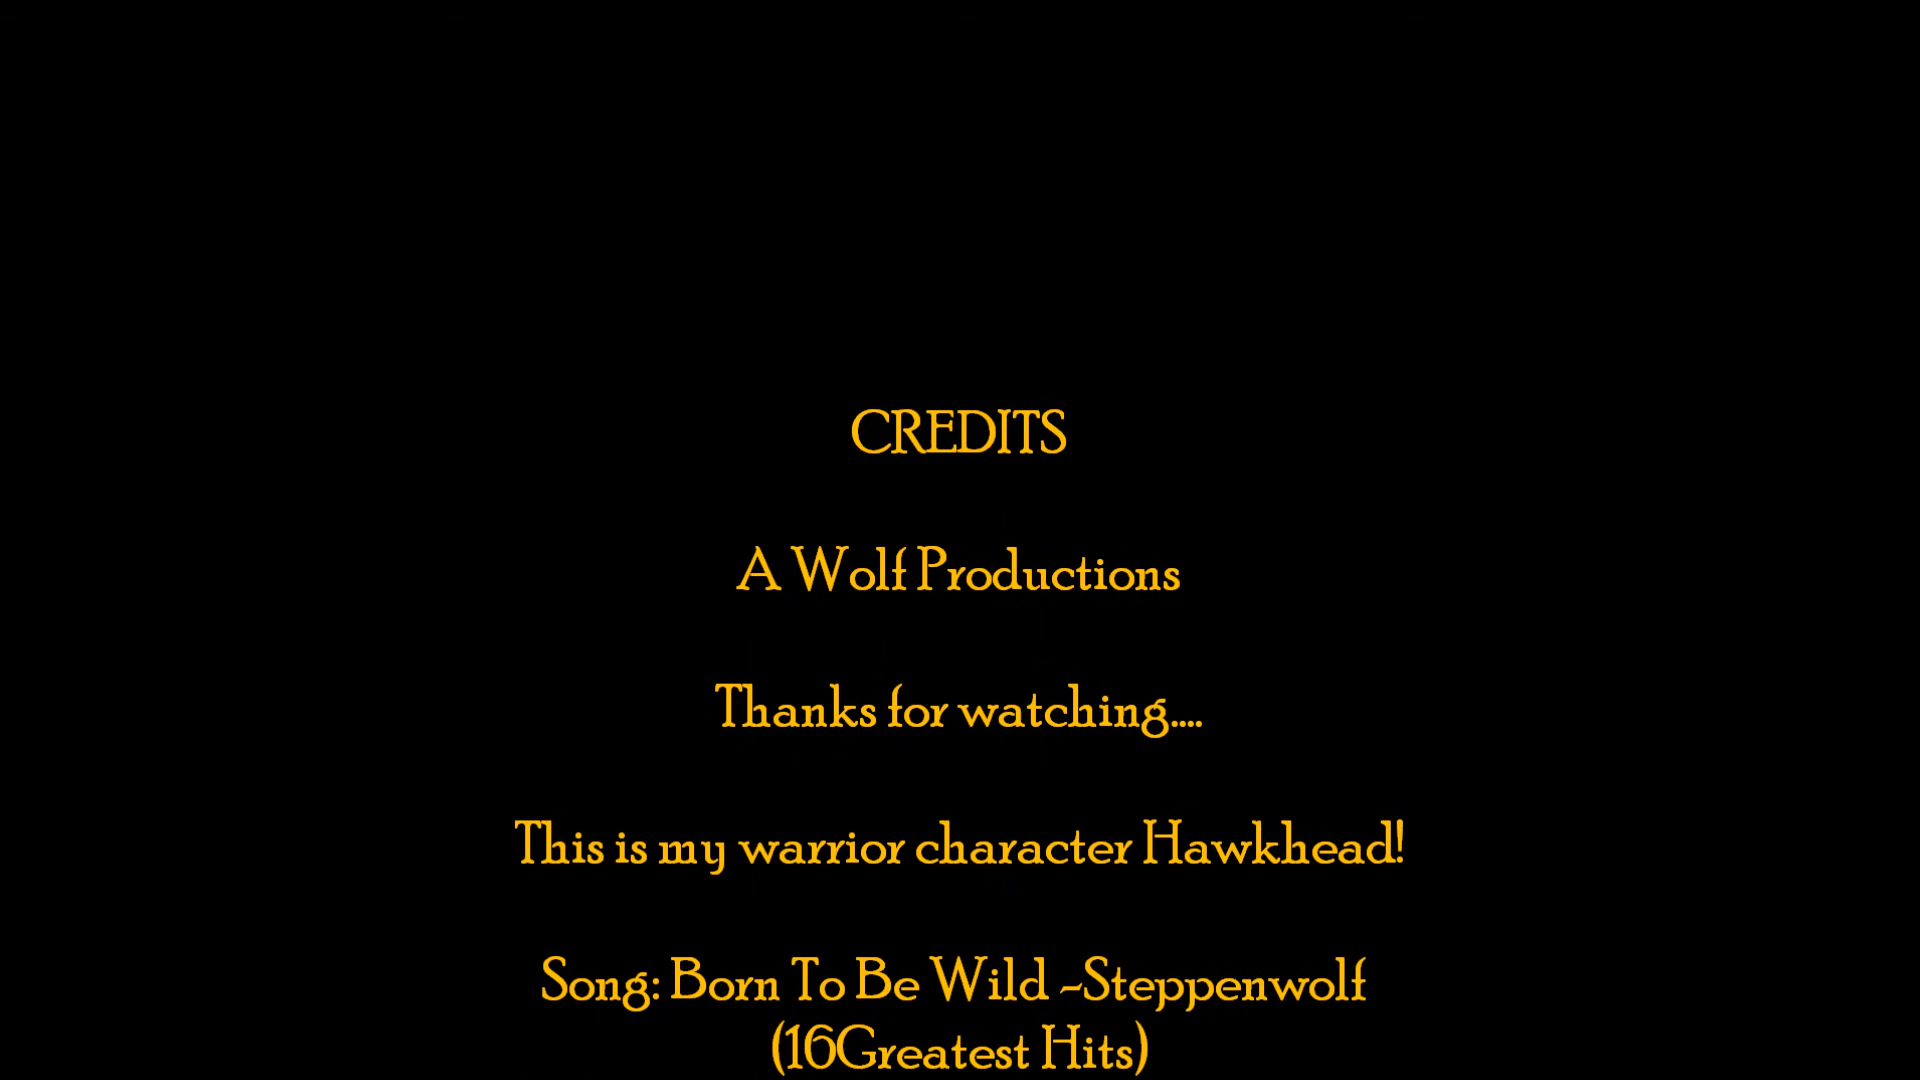 CREDITS
A Wolf Productions
Thanks for watching....
This is my warrior character Hawkhead!
Song: Born To Be Wild -Steppenwolf
(16Greatest Hits)